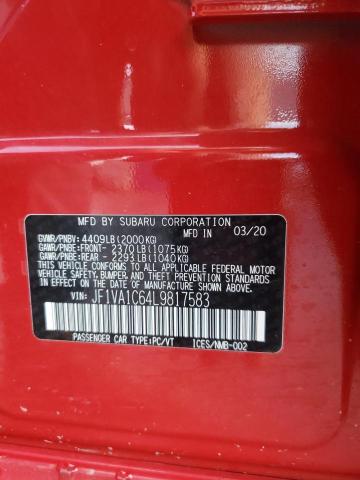 MFD BY SUBARU CORPORATION 03/20
GVWR/PNBV: 4409LB(2000KG)
GAWR/PNBE:FRONT- 2370LB(1075KG)
GAWR/PNBE:REAR - 2293LB(1040KG)
THIS VEHICLE CONFORMS TO ALL APPLICABLE FEDERAL MOTOR
VEHICLE SAFETY, BUMPER, AND THEFT PREVENTION STANDARDS
IN EFFECT ON THE DATE OF MANUFACTURE SHOWN ABOVE.
VIN: JF1VA1C64L9817583
PASSENGER CAR TYPE:PC/VT ICES/NMB-002